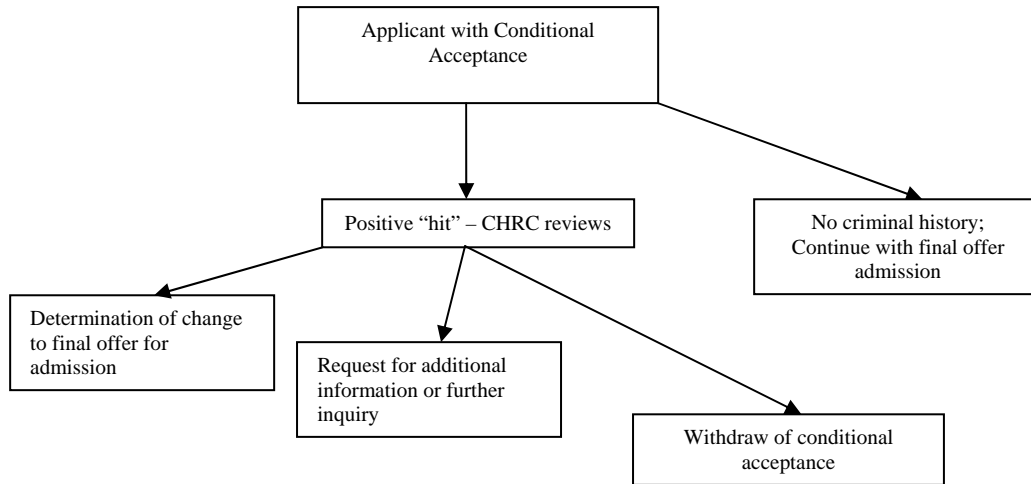 Applicant with Conditional
Acceptance
Positive “hit” – CHRC reviews
No criminal history;
Continue with final offer
admission
Determination of change
to final offer for
admission
Request for additional
information or further
inquiry
Withdraw of conditional
acceptance